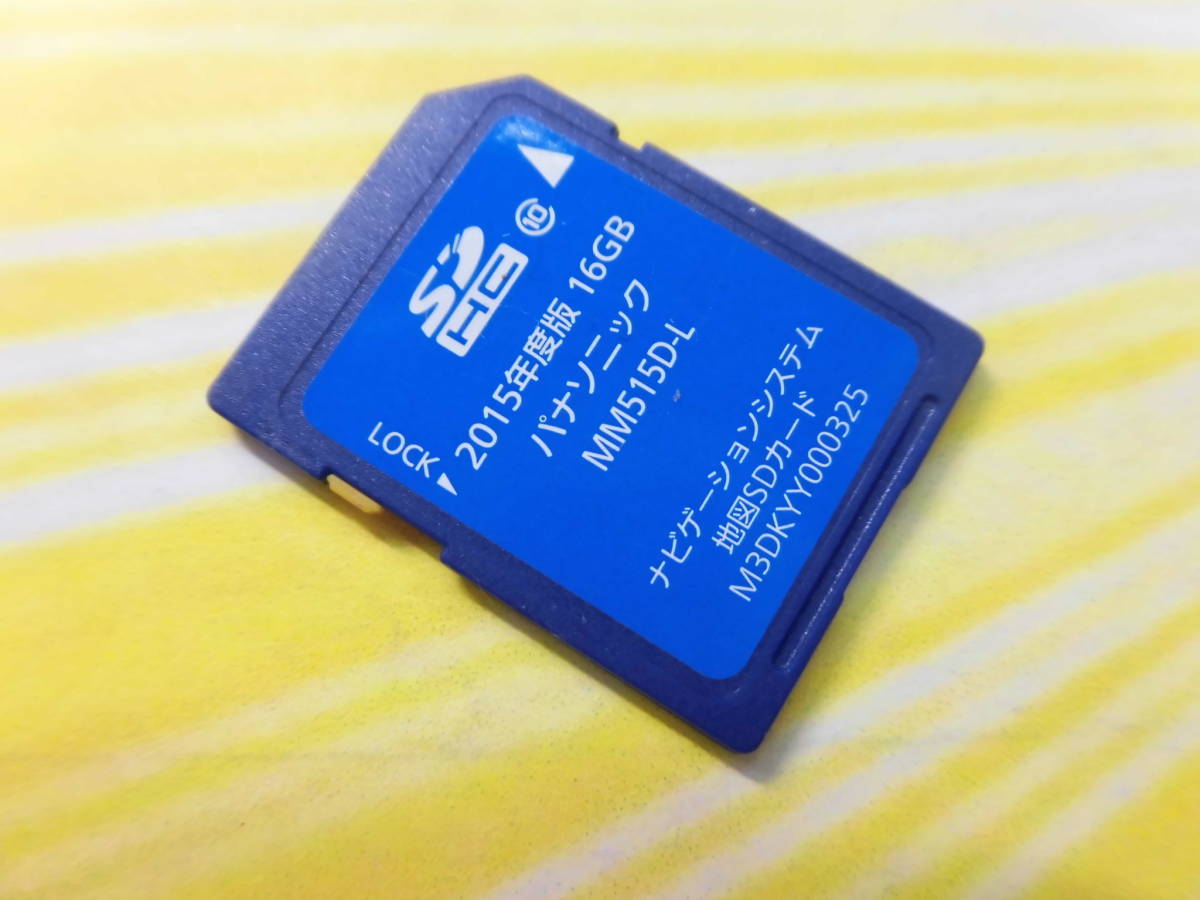 SD
HC
10
LOCK
2015年度版 16GB
パナソニック
MM515D-L
ナビゲーションシステム
地図SDカード
M3DKYY000325